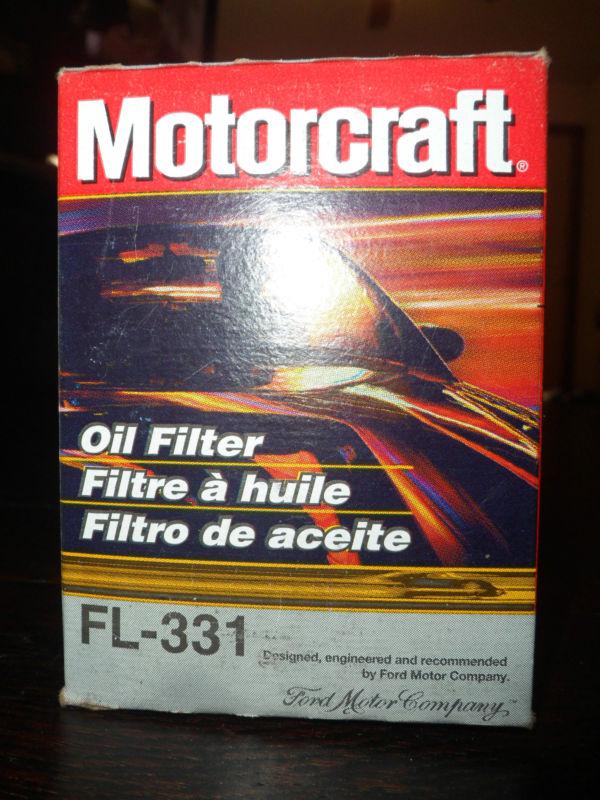 Motorcraft®
Oil Filter
Filtre à huile
Filtro de aceite
FL-331
Designed, engineered and recommended
by Ford Motor Company.
Ford Motor Company™